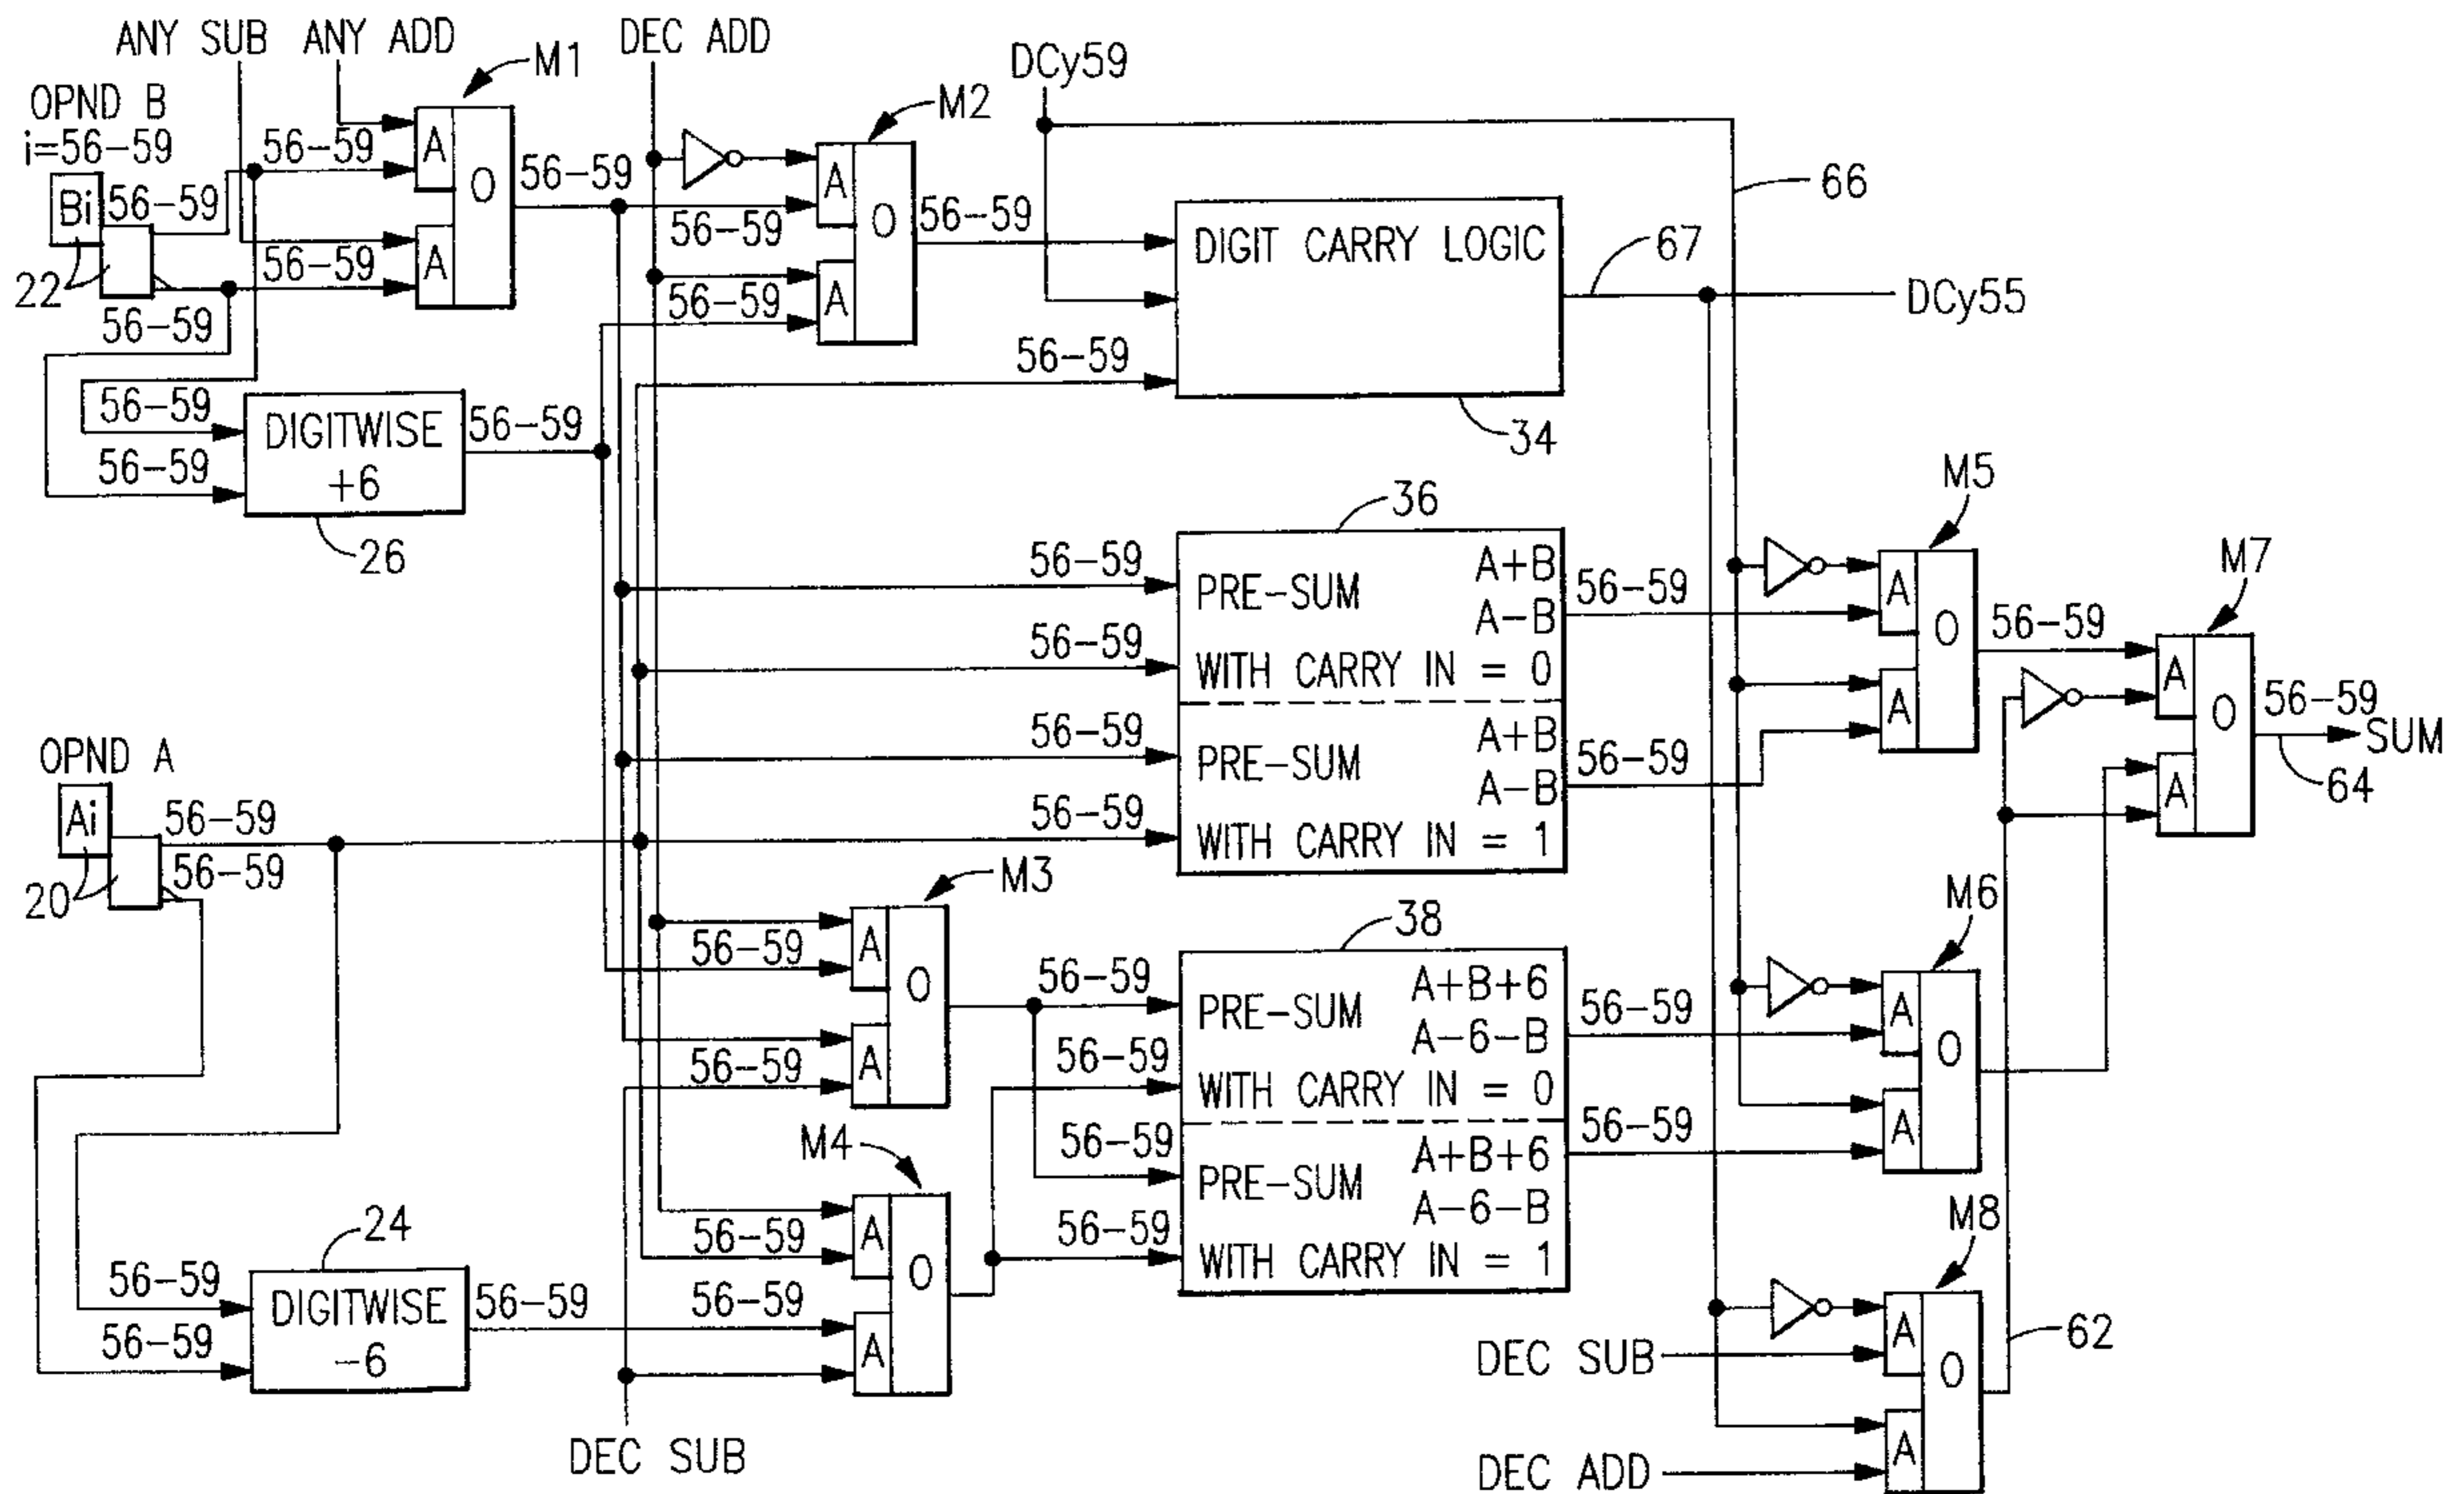 ANY SUB
ANY ADD
DEC ADD
M1
DCy59
M2
OPND B
i=56-59
Bi
22
56-59
56-59
56-59
56-59
A
A
O
56-59
56-59
56-59
A
A
O
56-59
66
DIGIT CARRY LOGIC
67
DCy55
34
56-59
56-59
56-59
DIGITWISE
+6
26
56-59
36
M5
M7
56-59
56-59
56-59
56-59
PRE-SUM
A+B
A-B
WITH CARRY IN = 0
PRE-SUM
A+B
A-B
WITH CARRY IN = 1
56-59
56-59
A
A
O
56-59
A
A
O
56-59
SUM
64
OPND A
Ai
20
56-59
56-59
M3
38
M6
A
A
O
56-59
56-59
56-59
56-59
56-59
56-59
PRE-SUM
A+B+6
A-6-B
WITH CARRY IN = 0
PRE-SUM
A+B+6
A-6-B
WITH CARRY IN = 1
56-59
56-59
A
A
O
M4
M8
24
56-59
56-59
DIGITWISE
-6
56-59
56-59
56-59
A
A
O
DEC SUB
DEC SUB
DEC ADD
A
A
O
62